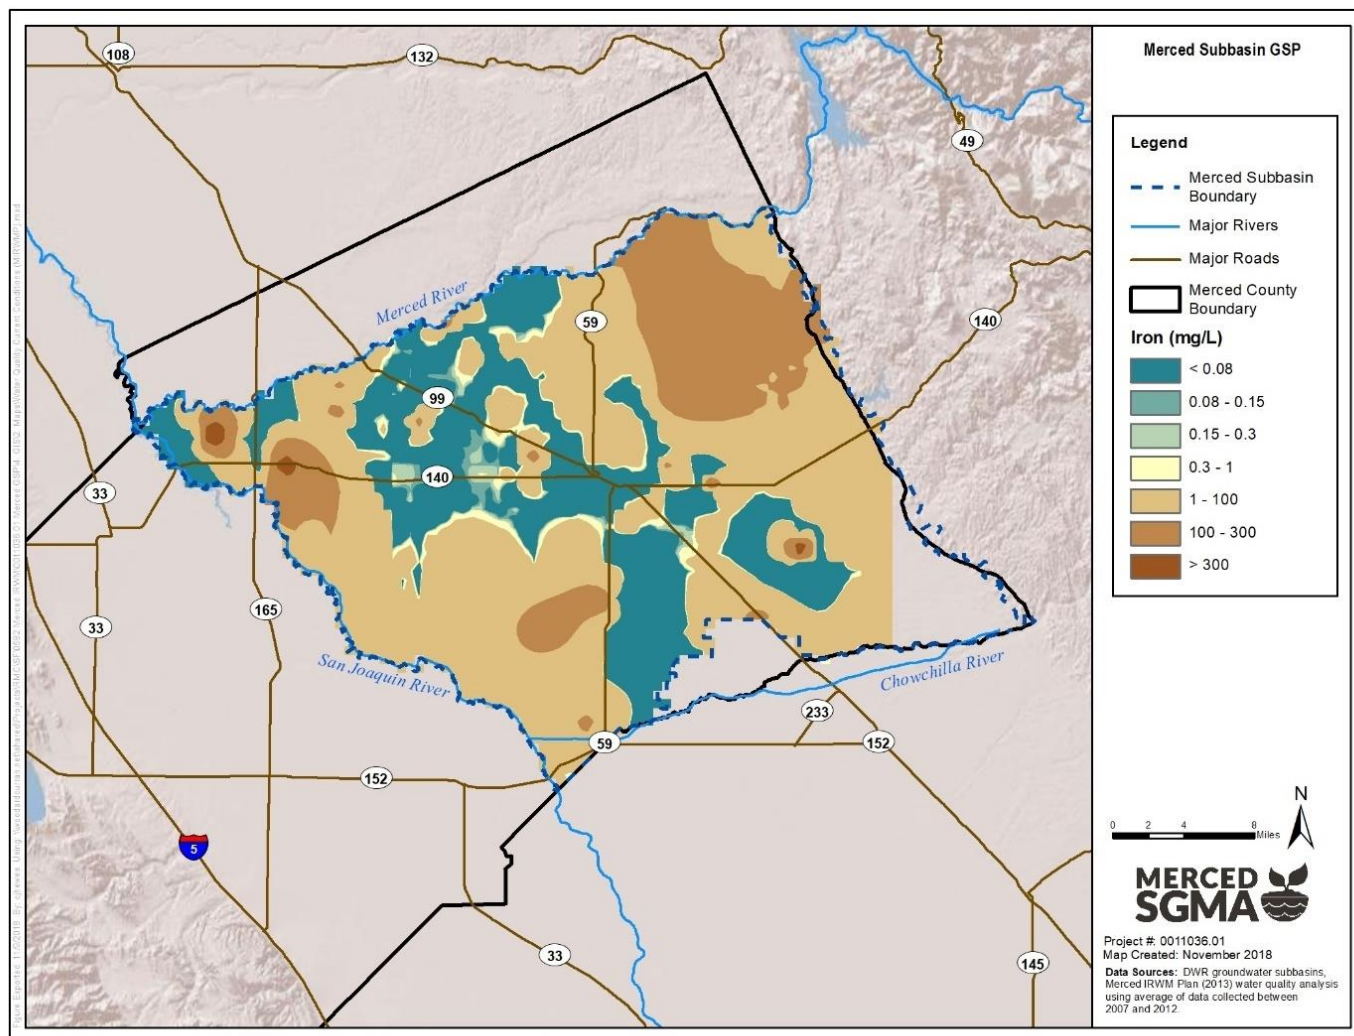 Merced Subbasin GSP
Legend
Merced Subbasin
Boundary
Major Rivers
Major Roads
Merced County
Boundary
Iron (mg/L)
< 0.08
0.08 - 0.15
0.15 - 0.3
0.3 - 1
1 - 100
100 - 300
> 300
108
132
49
Merced River
59
140
99
140
33
165
33
San Joaquin River
Chowchilla River
233
59
152
152
5
33
145
N
0 2 4 8
Miles
MERCED
SGMA
Project #: 0011036.01
Map Created: November 2018
Data Sources: DWR groundwater subbasins,
Merced IRWM Plan (2013) water quality analysis
using average of data collected between
2007 and 2012.